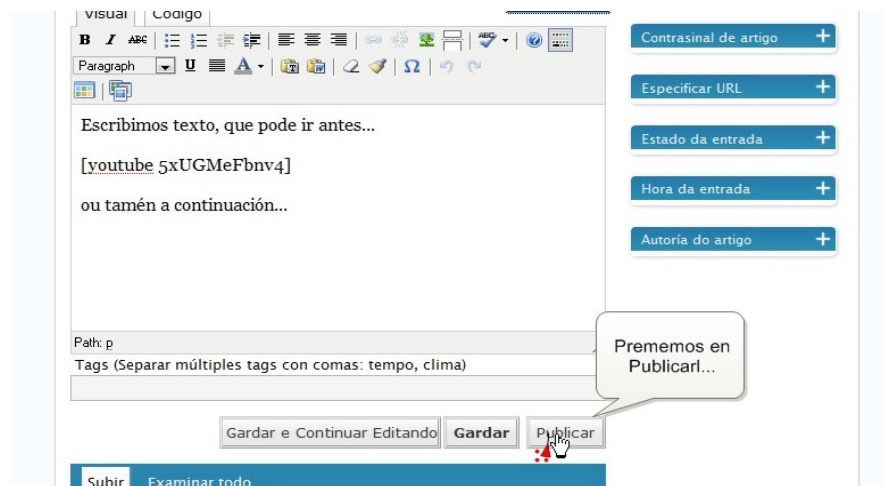 Visual Código
B I ABC ABC
Paragraph U A Ω
Escribimos texto, que pode ir antes...
[youtube 5xUGMeFbnv4]
ou tamén a continuación...
Path: p
Tags (Separar múltiples tags con comas: tempo, clima)
Gardar e Continuar Editando Gardar Publicar
Subir Examinar todo
Contrasinal de artigo +
Especificar URL +
Estado da entrada +
Hora da entrada +
Autoría do artigo +
Prememos en
Publicarl...